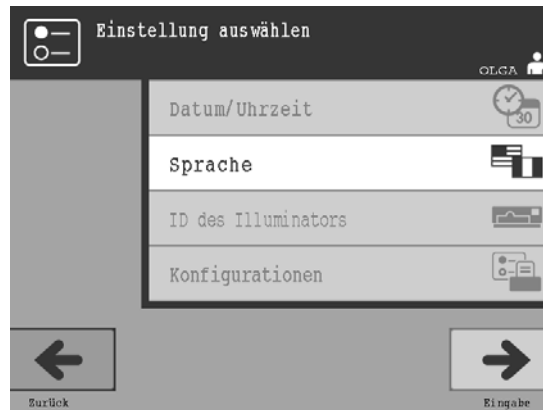 Einstellung auswählen
OLGA
Datum/Uhrzeit
30
Sprache
ID des Illuminators
Konfigurationen
Zurück
Eingabe